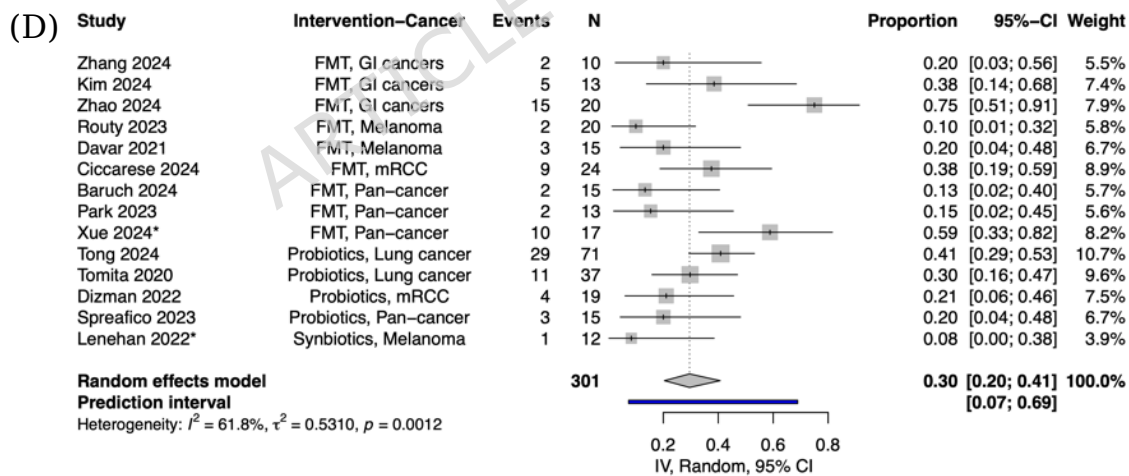 (D) Study Intervention−Cancer Events N Proportion 95%−CI Weight
Zhang 2024 FMT, GI cancers 2 10 0.20 [0.03; 0.56] 5.5%
Kim 2024 FMT, GI cancers 5 13 0.38 [0.14; 0.68] 7.4%
Zhao 2024 FMT, GI cancers 15 20 0.75 [0.51; 0.91] 7.9%
Routy 2023 FMT, Melanoma 2 20 0.10 [0.01; 0.32] 5.8%
Davar 2021 FMT, Melanoma 3 15 0.20 [0.04; 0.48] 6.7%
Ciccarese 2024 FMT, mRCC 9 24 0.38 [0.19; 0.59] 8.9%
Baruch 2024 FMT, Pan−cancer 2 15 0.13 [0.02; 0.40] 5.7%
Park 2023 FMT, Pan−cancer 2 13 0.15 [0.02; 0.45] 5.6%
Xue 2024* FMT, Pan−cancer 10 17 0.59 [0.33; 0.82] 8.2%
Tong 2024 Probiotics, Lung cancer 29 71 0.41 [0.29; 0.53] 10.7%
Tomita 2020 Probiotics, Lung cancer 11 37 0.30 [0.16; 0.47] 9.6%
Dizman 2022 Probiotics, mRCC 4 19 0.21 [0.06; 0.46] 7.5%
Spreafico 2023 Probiotics, Pan−cancer 3 15 0.20 [0.04; 0.48] 6.7%
Lenehan 2022* Synbiotics, Melanoma 1 12 0.08 [0.00; 0.38] 3.9%
Random effects model 301 0.30 [0.20; 0.41] 100.0%
Prediction interval [0.07; 0.69]
Heterogeneity: I² = 61.8%, τ² = 0.5310, p = 0.0012
0.2 0.4 0.6 0.8
IV, Random, 95% CI
ARTICLE